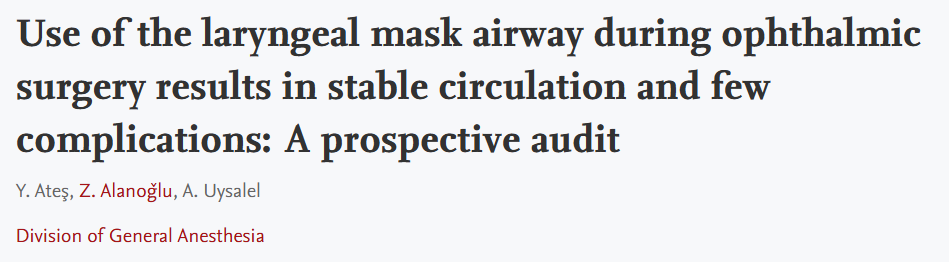 Use of the laryngeal mask airway during ophthalmic
surgery results in stable circulation and few
complications: A prospective audit
Y. Ateş, Z. Alanoğlu, A. Uysalel
Division of General Anesthesia